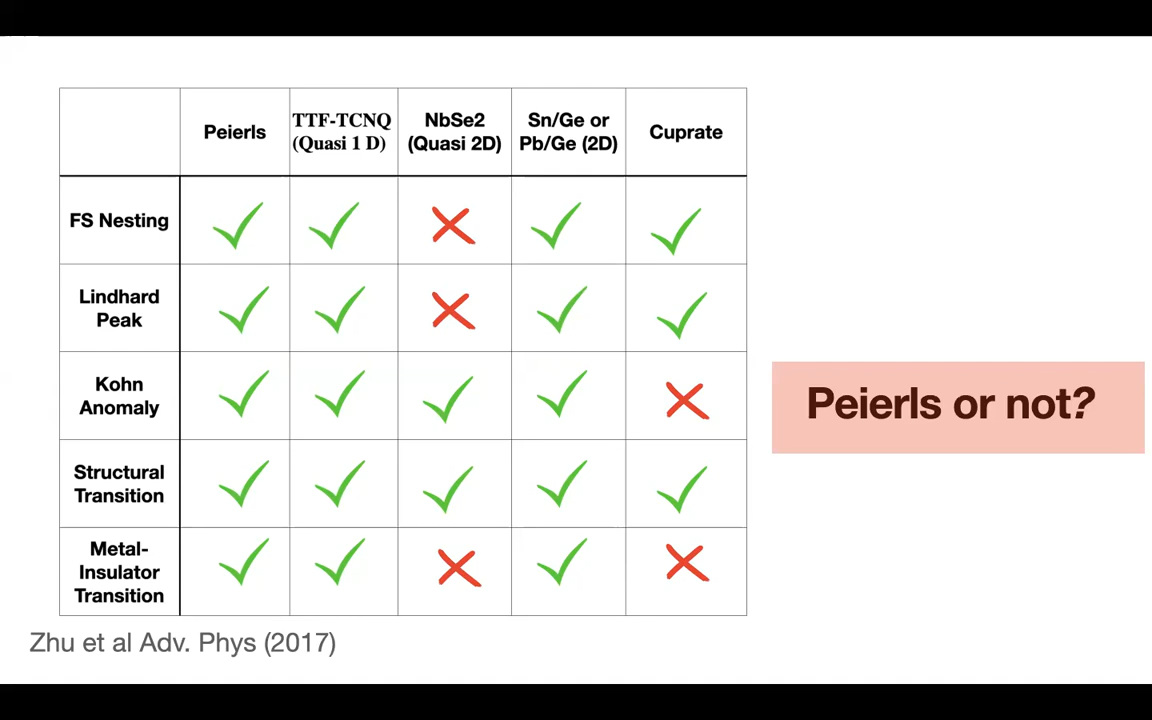 Peierls
TTF-TCNQ
(Quasi 1 D)
NbSe2
(Quasi 2D)
Sn/Ge or
Pb/Ge (2D)
Cuprate
FS Nesting
Lindhard
Peak
Kohn
Anomaly
Structural
Transition
Metal-
Insulator
Transition
Peierls or not?
Zhu et al Adv. Phys (2017)